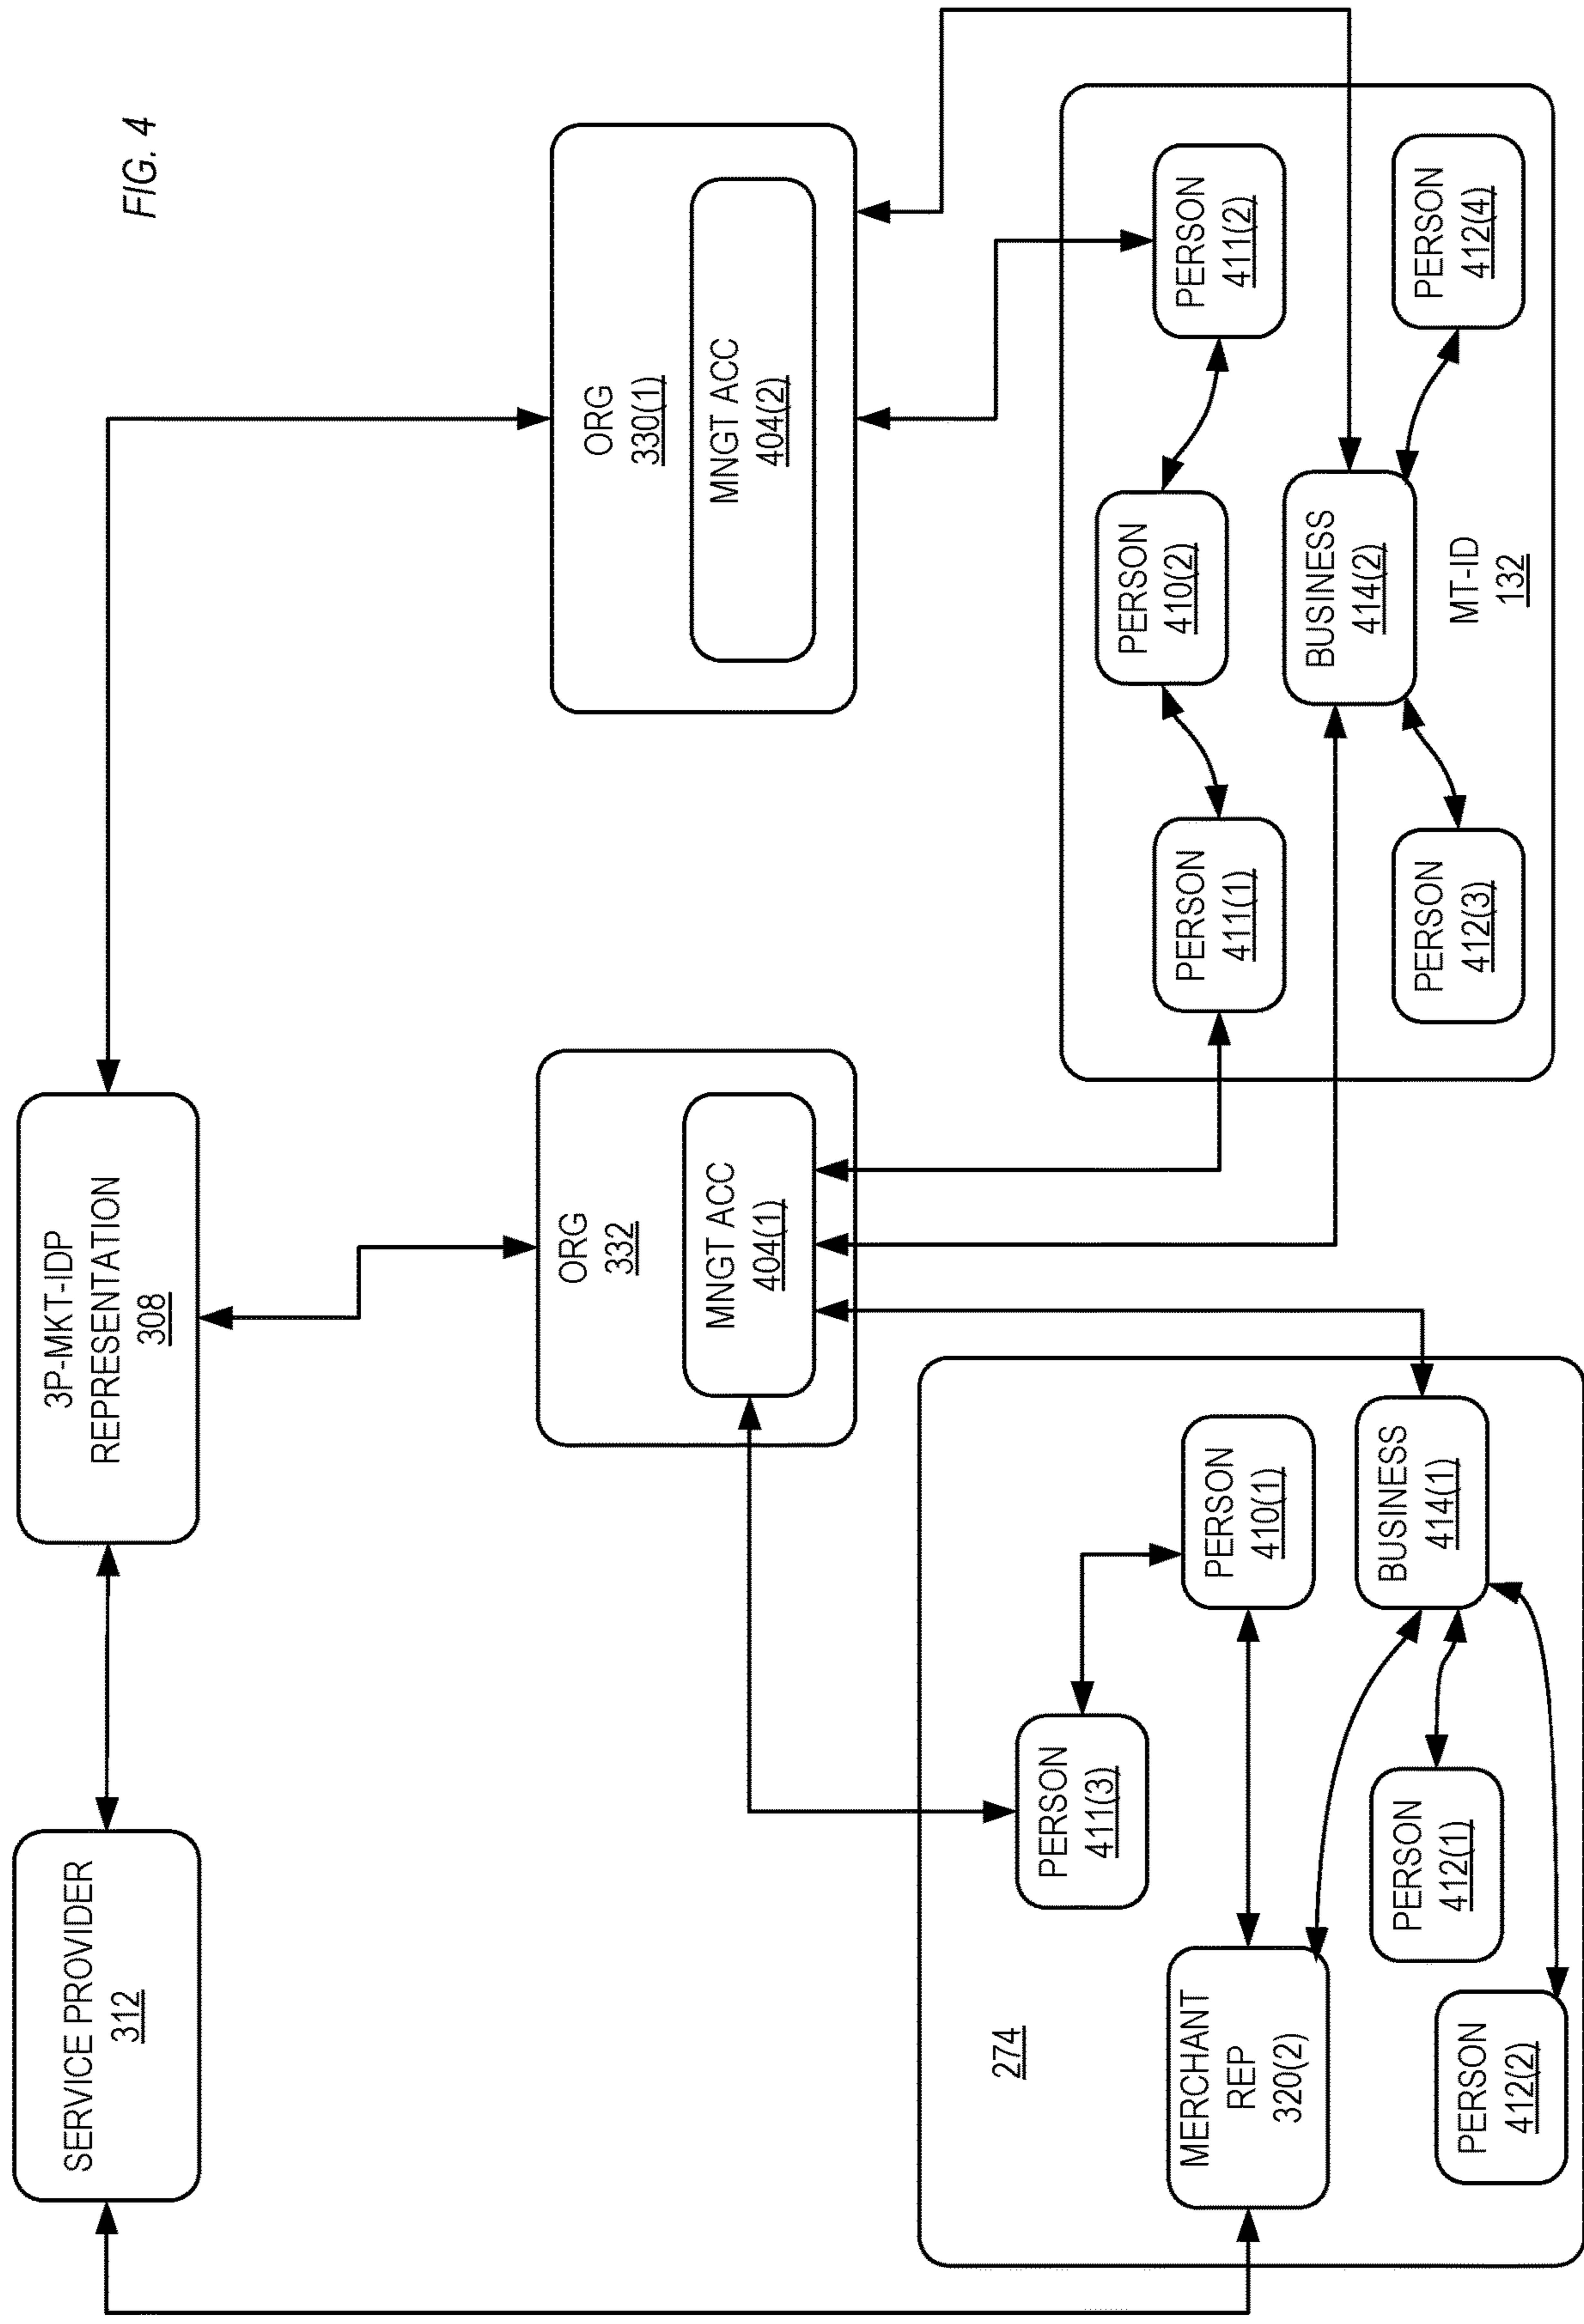 FIG. 4
SERVICE PROVIDER
312
3P-MKT-IDP
REPRESENTATION
308
ORG
332
MNGT ACC
404(1)
ORG
330(1)
MNGT ACC
404(2)
274
PERSON
411(3)
MERCHANT
REP
320(2)
PERSON
410(1)
BUSINESS
414(1)
PERSON
412(1)
PERSON
412(2)
PERSON
411(1)
PERSON
410(2)
PERSON
411(2)
BUSINESS
414(2)
PERSON
412(3)
PERSON
412(4)
MT-ID
132